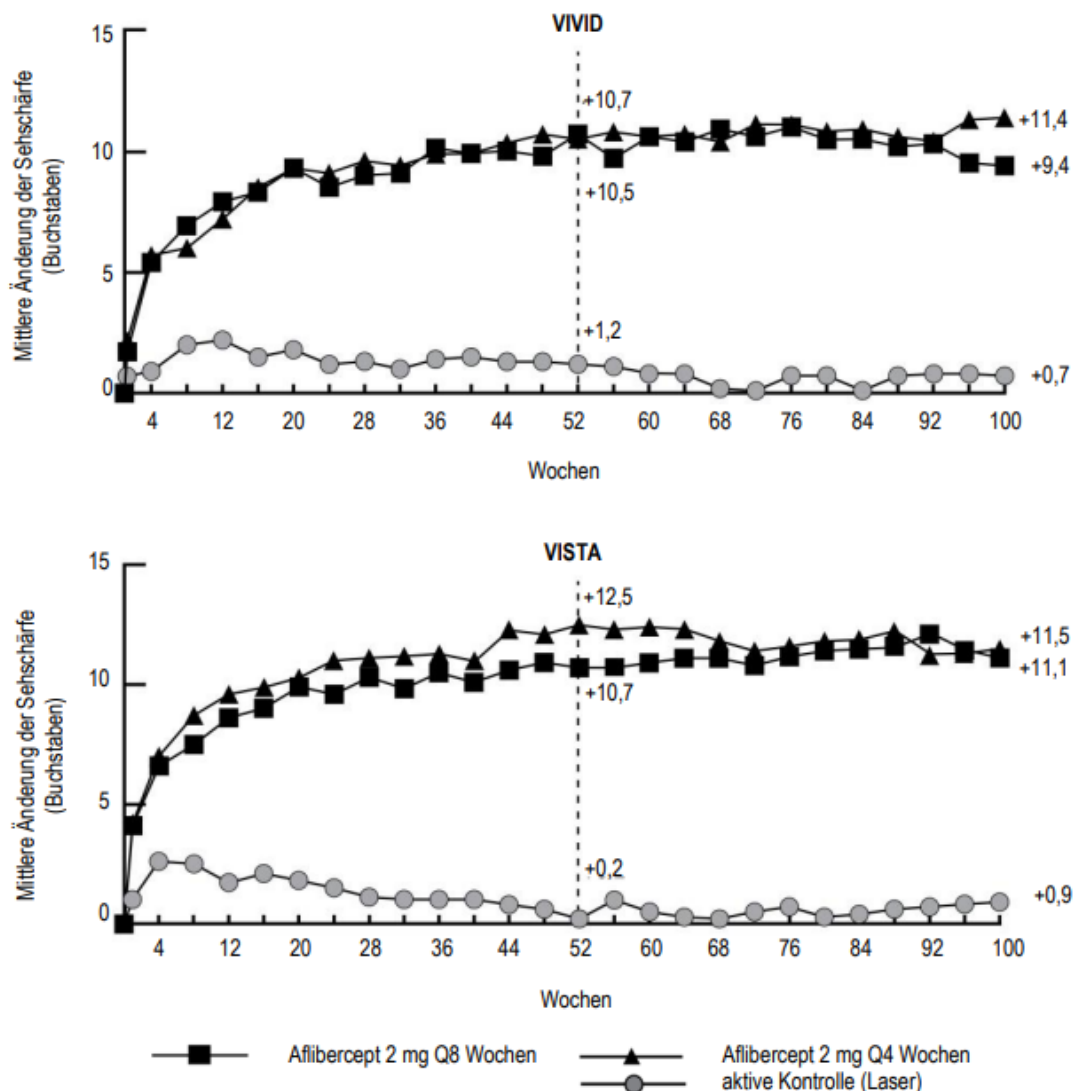 VIVID
Mittlere Änderung der Sehschärfe
(Buchstaben)
15
10
5
0
+10,7
+10,5
+1,2
+11,4
+9,4
+0,7
4 12 20 28 36 44 52 60 68 76 84 92 100
Wochen
VISTA
Mittlere Änderung der Sehschärfe
(Buchstaben)
15
10
5
0
+12,5
+10,7
+0,2
+11,5
+11,1
+0,9
4 12 20 28 36 44 52 60 68 76 84 92 100
Wochen
Aflibercept 2 mg Q8 Wochen
Aflibercept 2 mg Q4 Wochen
aktive Kontrolle (Laser)